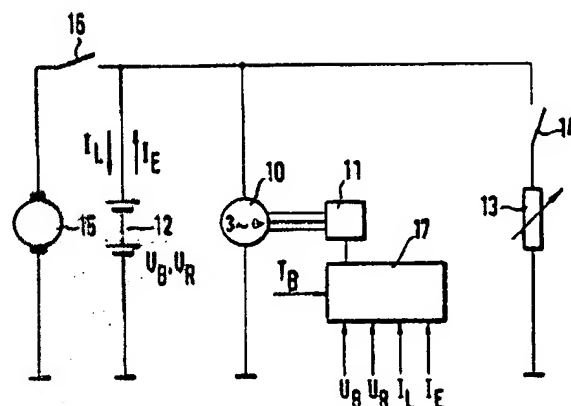 16
I_L
I_E
10
11
14
15
12
3~
13
17
U_B, U_R
T_B
U_B U_R I_L I_E